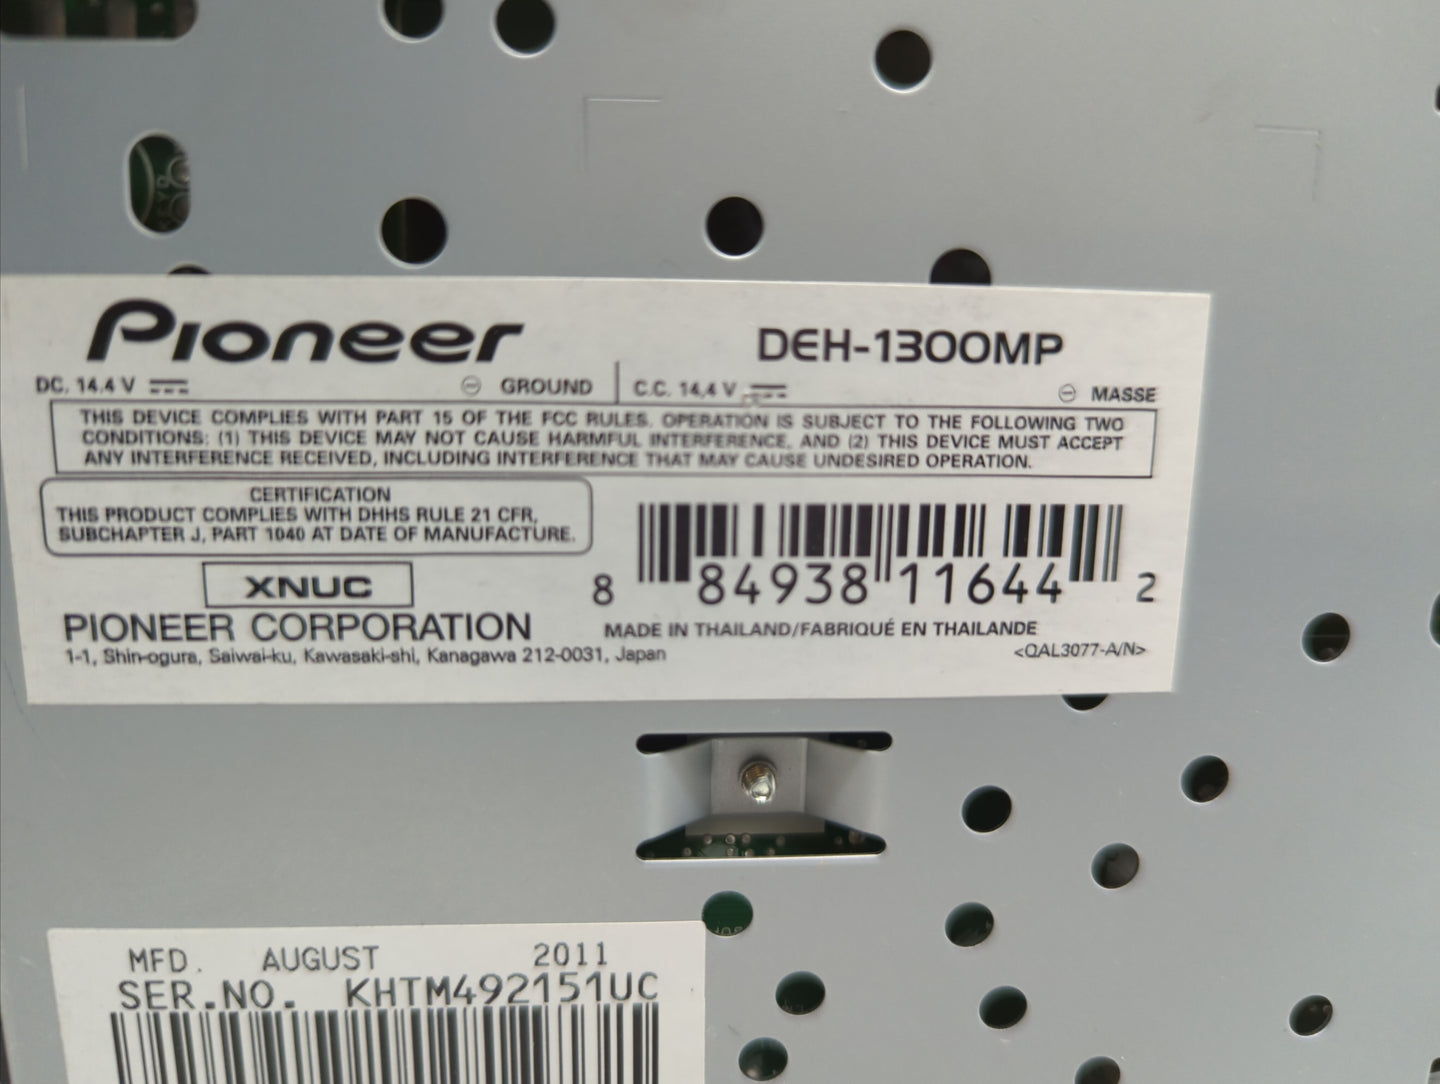 Pioneer DEH-1300MP
DC. 14.4 V ⊖ GROUND C.C. 14,4 V ⊖ MASSE
THIS DEVICE COMPLIES WITH PART 15 OF THE FCC RULES. OPERATION IS SUBJECT TO THE FOLLOWING TWO
CONDITIONS: (1) THIS DEVICE MAY NOT CAUSE HARMFUL INTERFERENCE, AND (2) THIS DEVICE MUST ACCEPT
ANY INTERFERENCE RECEIVED, INCLUDING INTERFERENCE THAT MAY CAUSE UNDESIRED OPERATION.
CERTIFICATION
THIS PRODUCT COMPLIES WITH DHHS RULE 21 CFR,
SUBCHAPTER J, PART 1040 AT DATE OF MANUFACTURE.
8 84938 11644 2
XNUC
PIONEER CORPORATION
1-1, Shin-ogura, Saiwai-ku, Kawasaki-shi, Kanagawa 212-0031, Japan
MADE IN THAILAND/FABRIQUÉ EN THAILANDE
<QAL3077-A/N>
MFD. AUGUST 2011
SER.NO. KHTM492151UC